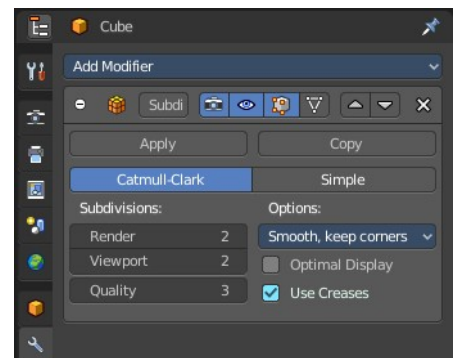 Cube
Add Modifier
Subdi
Apply Copy
Catmull-Clark Simple
Subdivisions: Options:
Render 2 Smooth, keep corners
Viewport 2 Optimal Display
Quality 3 Use Creases